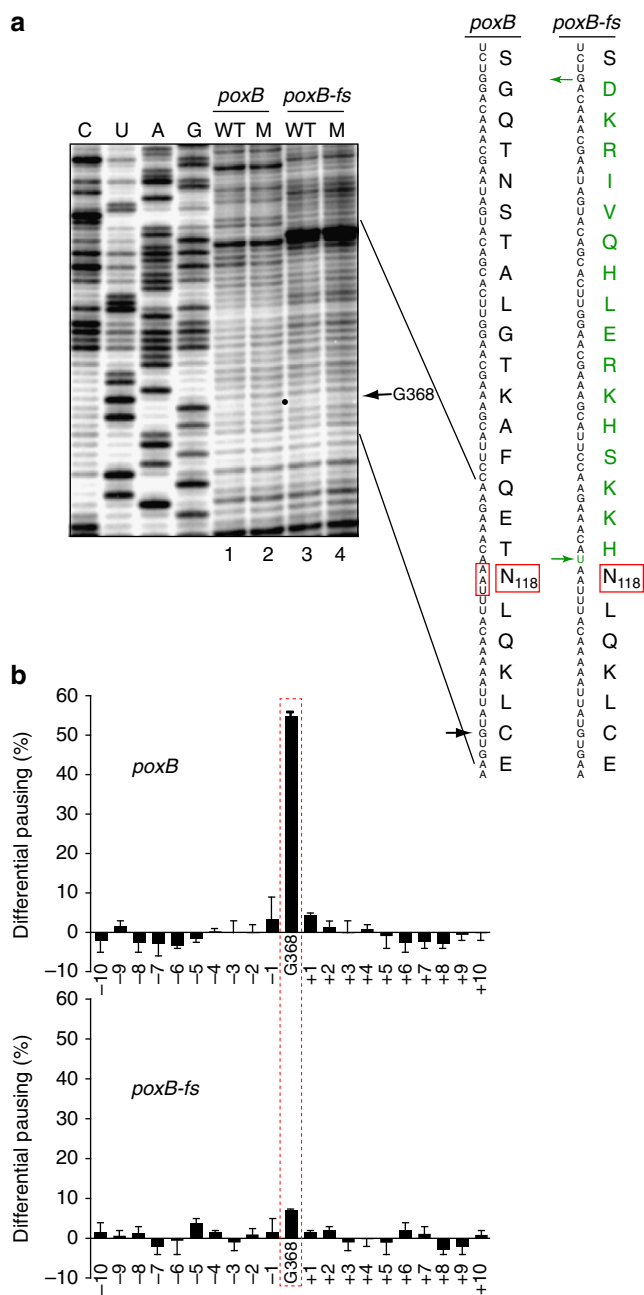 a
poxB poxB-fs
poxB poxB-fs
C U A G WT M WT M
G368
1 2 3 4
UCUGGACAAACGAAUAGUACAGCACUUGGAACGAAAGCAUUCCAAGAAACAAAUUUACAAAAAUUAUGUGAA
S
G
Q
T
N
S
T
A
L
G
T
K
A
F
Q
E
T
N118
L
Q
K
L
C
E
UCUGACAAACGAAUAGUACAGCACUUGGAACGAAAGCAUUCCAAGAAACAUAAUUUACAAAAAUUAUGUGAA
S
D
K
R
I
V
Q
H
L
E
R
K
H
S
K
K
H
N118
L
Q
K
L
C
E
b
Differential pausing (%)
60
50
40
30
20
10
0
–10
poxB
–10 –9 –8 –7 –6 –5 –4 –3 –2 –1 G368 +1 +2 +3 +4 +5 +6 +7 +8 +9 +10
Differential pausing (%)
60
50
40
30
20
10
0
–10
poxB-fs
–10 –9 –8 –7 –6 –5 –4 –3 –2 –1 G368 +1 +2 +3 +4 +5 +6 +7 +8 +9 +10